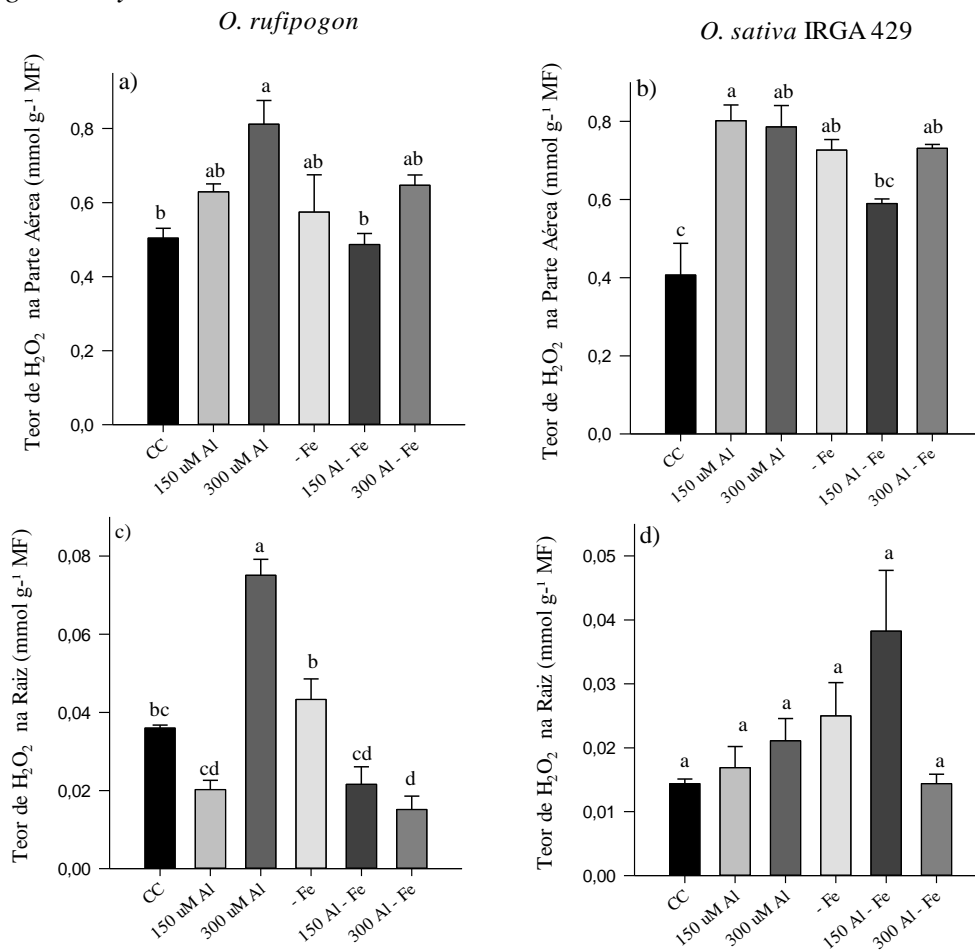 O. rufipogon
O. sativa IRGA 429
a)
Teor de H₂O₂ na Parte Aérea (mmol g-¹ MF)
0,8
0,6
0,4
0,2
0,0
b
ab
a
ab
b
ab
CC
150 uM Al
300 uM Al
- Fe
150 Al - Fe
300 Al - Fe
b)
Teor de H₂O₂ na Parte Aérea (mmol g-¹ MF)
0,8
0,6
0,4
0,2
0,0
c
a
ab
ab
bc
ab
CC
150 uM Al
300 uM Al
- Fe
150 Al - Fe
300 Al - Fe
c)
Teor de H₂O₂ na Raiz (mmol g-¹ MF)
0,08
0,06
0,04
0,02
0,00
bc
cd
a
b
cd
d
CC
150 uM Al
300 uM Al
- Fe
150 Al - Fe
300 Al - Fe
d)
Teor de H₂O₂ na Raiz (mmol g-¹ MF)
0,05
0,04
0,03
0,02
0,01
0,00
a
a
a
a
a
a
CC
150 uM Al
300 uM Al
- Fe
150 Al - Fe
300 Al - Fe